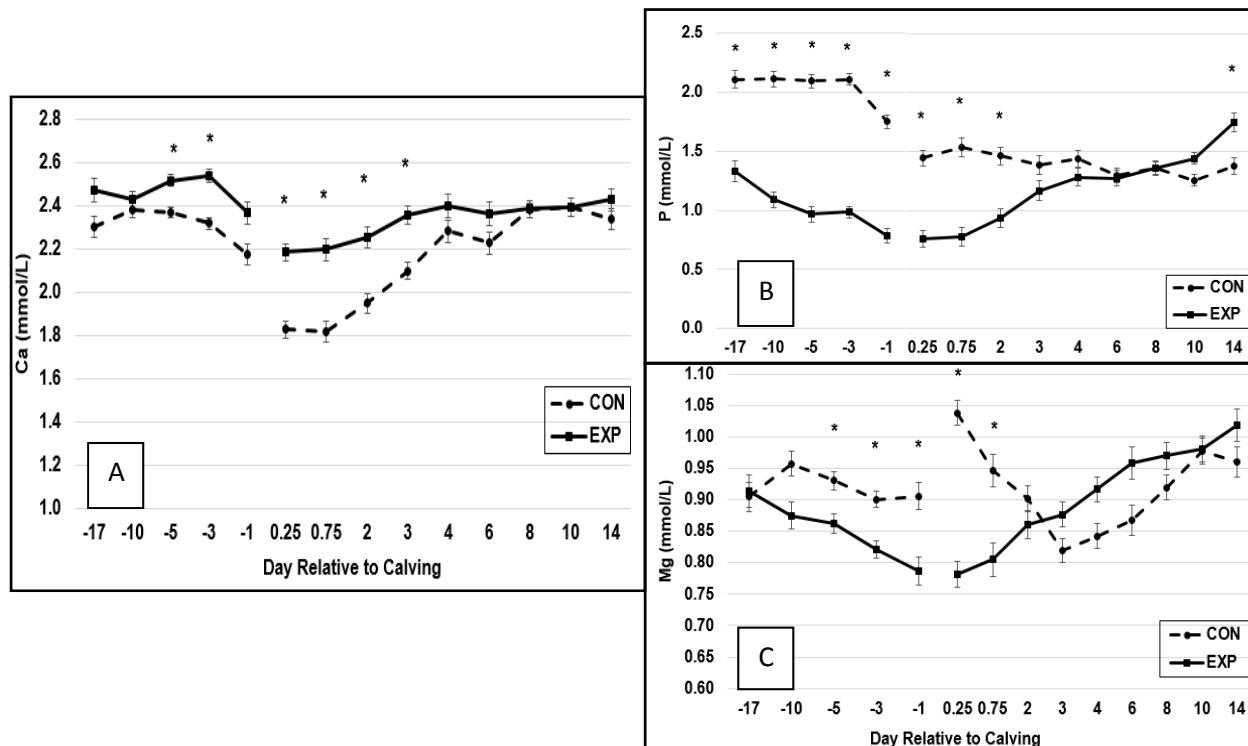 2.8
2.6
2.4
2.2
2.0
1.8
1.6
1.4
1.2
1.0
Ca (mmol/L)
* * * * * *
CON
EXP
A
-17 -10 -5 -3 -1 0.25 0.75 2 3 4 6 8 10 14
Day Relative to Calving
2.5
2.0
1.5
1.0
0.5
0.0
P (mmol/L)
* * * * * * * * *
CON
EXP
B
-17 -10 -5 -3 -1 0.25 0.75 2 3 4 6 8 10 14
1.10
1.05
1.00
0.95
0.90
0.85
0.80
0.75
0.70
0.65
0.60
Mg (mmol/L)
* * * * *
CON
EXP
C
-17 -10 -5 -3 -1 0.25 0.75 2 3 4 6 8 10 14
Day Relative to Calving